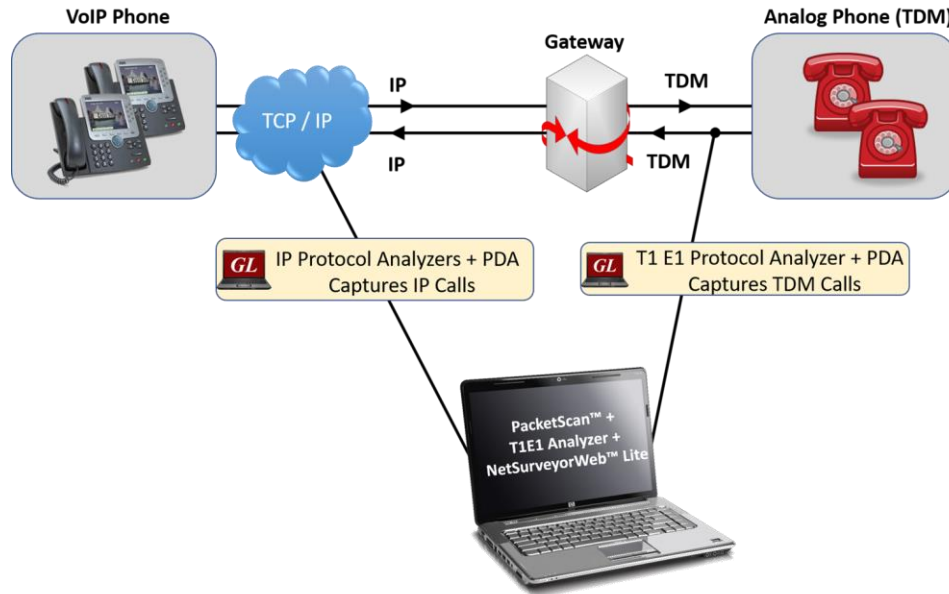 VoIP Phone
Gateway
Analog Phone (TDM)
TCP / IP
IP
IP
TDM
TDM
GL
IP Protocol Analyzers + PDA
Captures IP Calls
GL
T1 E1 Protocol Analyzer + PDA
Captures TDM Calls
PacketScan™ +
T1E1 Analyzer +
NetSurveyorWeb™ Lite
hp